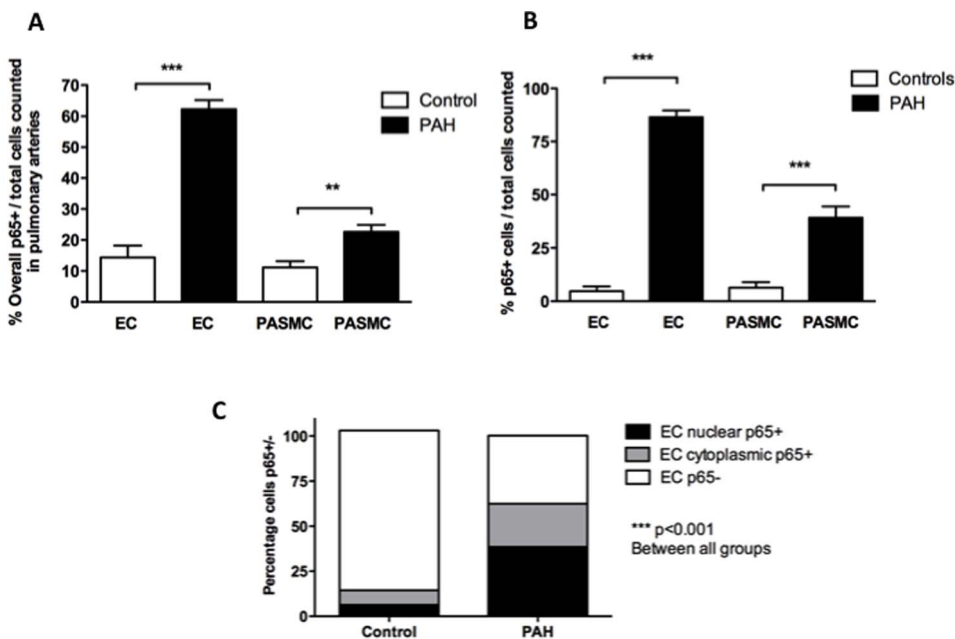 A
% Overall p65+ / total cells counted
in pulmonary arteries
70
60
50
40
30
20
10
0
***
**
EC
EC
PASMC
PASMC
Control
PAH
B
% p65+ cells / total cells counted
100
75
50
25
0
***
***
EC
EC
PASMC
PASMC
Controls
PAH
C
Percentage cells p65+/-
100
75
50
25
0
Control
PAH
EC nuclear p65+
EC cytoplasmic p65+
EC p65-
*** p<0.001
Between all groups